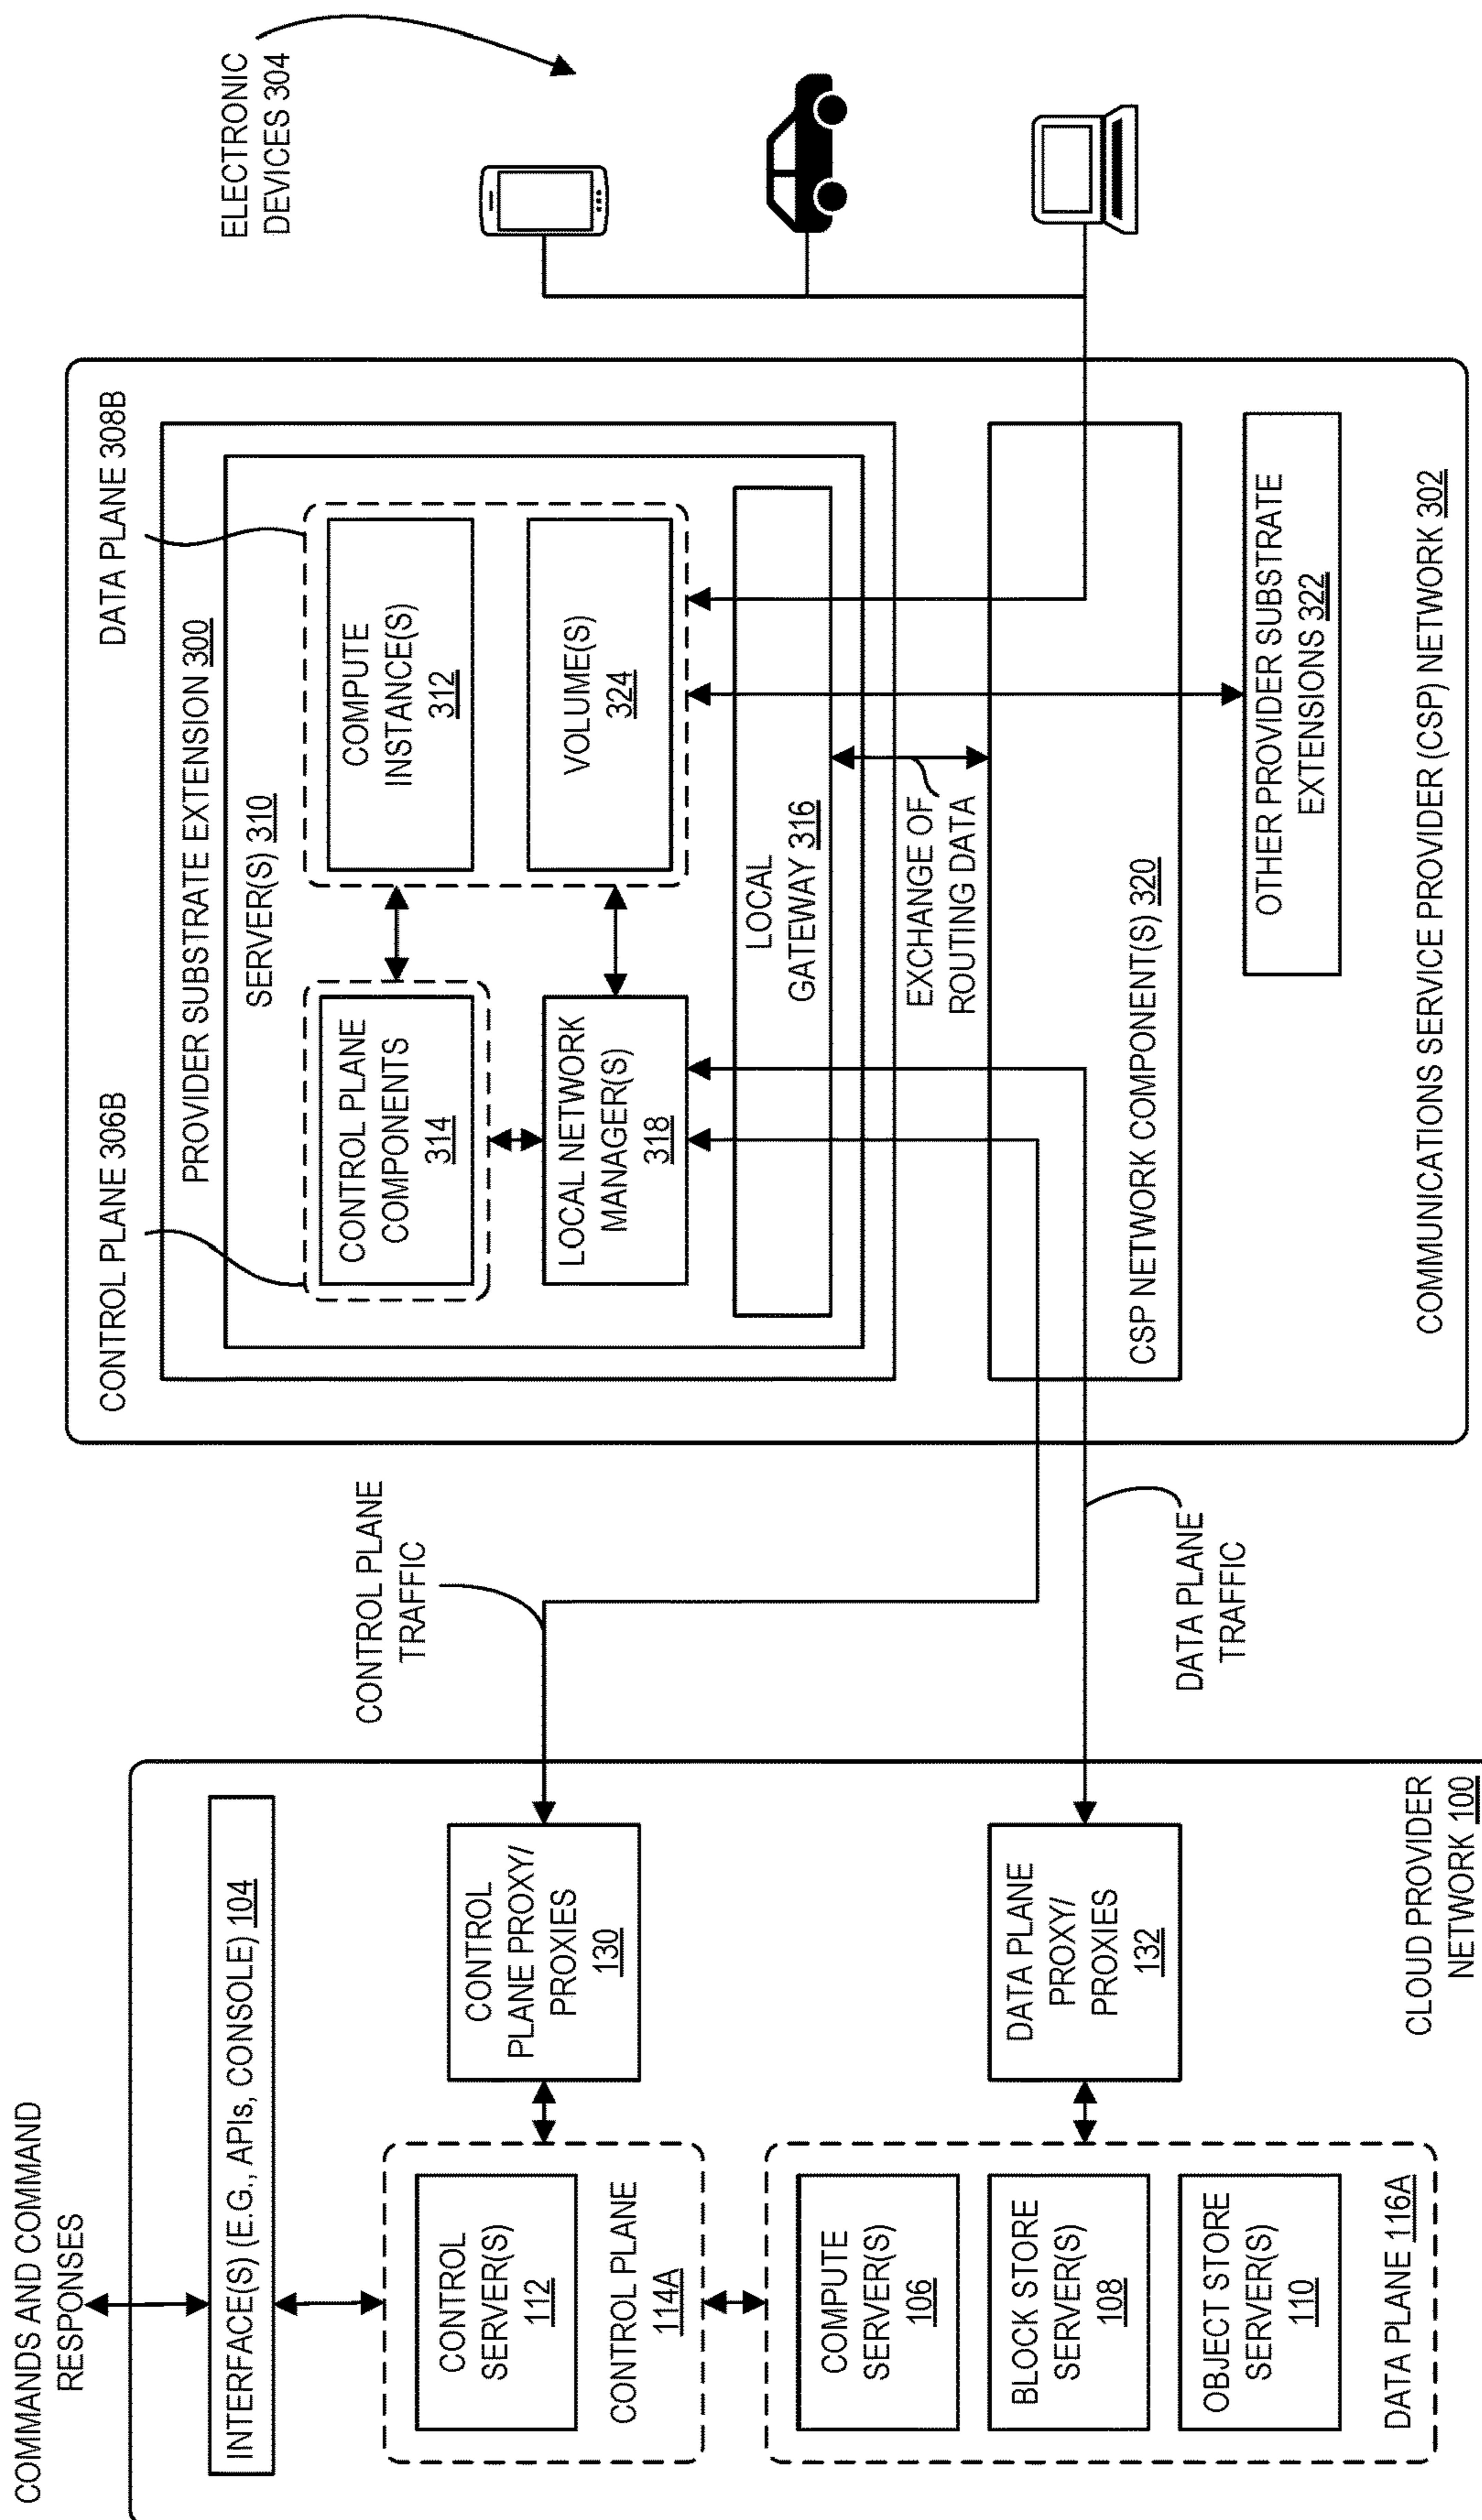 COMMANDS AND COMMAND
RESPONSES
INTERFACE(S) (E.G., APIs, CONSOLE) 104
CONTROL
SERVER(S)
112
CONTROL PLANE
114A
COMPUTE
SERVER(S)
106
BLOCK STORE
SERVER(S)
108
OBJECT STORE
SERVER(S)
110
DATA PLANE 116A
CONTROL
PLANE PROXY/
PROXIES
130
DATA PLANE
PROXY/
PROXIES
132
CLOUD PROVIDER
NETWORK 100
CONTROL PLANE
TRAFFIC
DATA PLANE
TRAFFIC
CONTROL PLANE 306B
DATA PLANE 308B
PROVIDER SUBSTRATE EXTENSION 300
SERVER(S) 310
CONTROL PLANE
COMPONENTS
314
COMPUTE
INSTANCE(S)
312
LOCAL NETWORK
MANAGER(S)
318
VOLUME(S)
324
LOCAL
GATEWAY 316
EXCHANGE OF
ROUTING DATA
CSP NETWORK COMPONENT(S) 320
OTHER PROVIDER SUBSTRATE
EXTENSIONS 322
COMMUNICATIONS SERVICE PROVIDER (CSP) NETWORK 302
ELECTRONIC
DEVICES 304